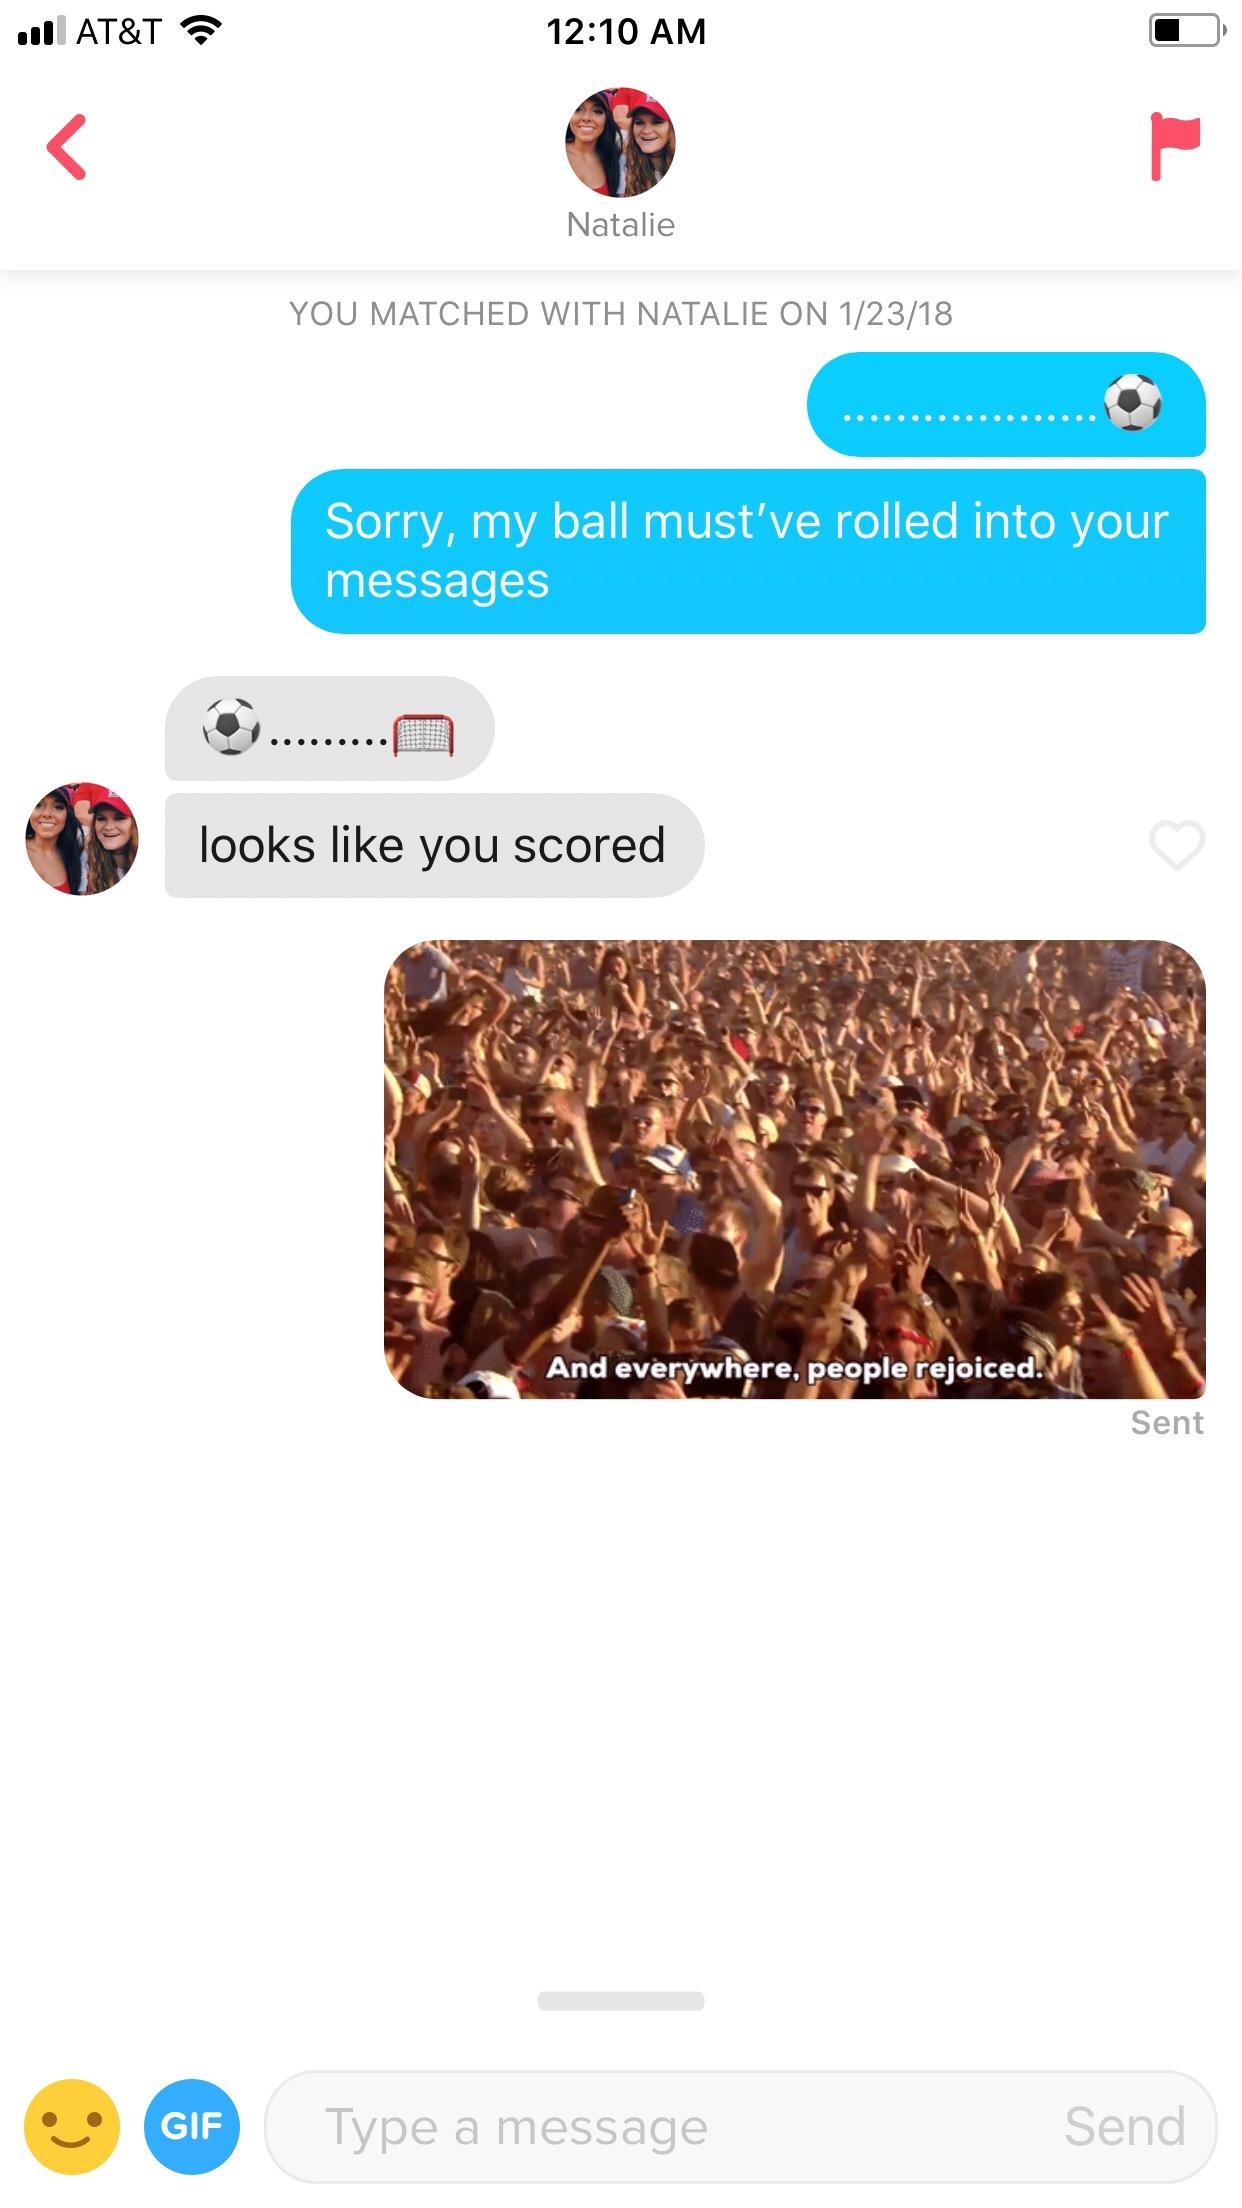 AT&T 12:10 AM
Natalie
YOU MATCHED WITH NATALIE ON 1/23/18
...................⚽
Sorry, my ball must’ve rolled into your
messages
⚽.........🥅
looks like you scored
And everywhere, people rejoiced.
Sent
GIF Type a message Send